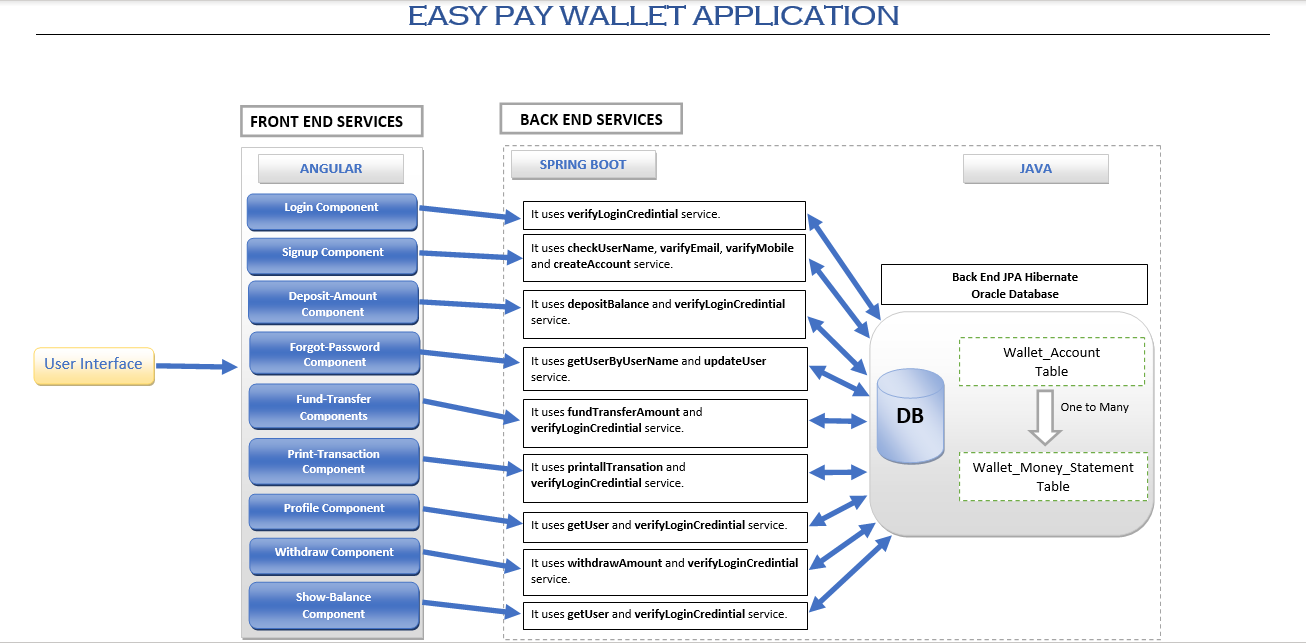 EASY PAY WALLET APPLICATION
FRONT END SERVICES
BACK END SERVICES
ANGULAR
SPRING BOOT
JAVA
User Interface
Login Component
Signup Component
Deposit-Amount
Component
Forgot-Password
Component
Fund-Transfer
Components
Print-Transaction
Component
Profile Component
Withdraw Component
Show-Balance
Component
It uses verifyLoginCredintial service.
It uses checkUserName, varifyEmail, varifyMobile
and createAccount service.
It uses depositBalance and verifyLoginCredintial
service.
It uses getUserByUserName and updateUser
service.
It uses fundTransferAmount and
verifyLoginCredintial service.
It uses printallTransation and
verifyLoginCredintial service.
It uses getUser and verifyLoginCredintial service.
It uses withdrawAmount and verifyLoginCredintial
service.
It uses getUser and verifyLoginCredintial service.
Back End JPA Hibernate
Oracle Database
DB
Wallet_Account
Table
One to Many
Wallet_Money_Statement
Table